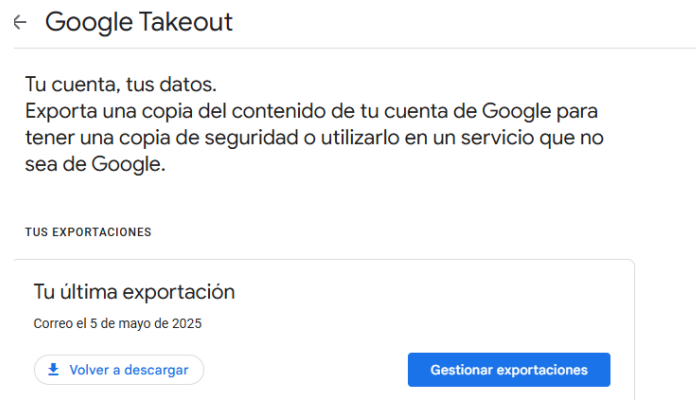 Google Takeout
Tu cuenta, tus datos.
Exporta una copia del contenido de tu cuenta de Google para
tener una copia de seguridad o utilizarlo en un servicio que no
sea de Google.
TUS EXPORTACIONES
Tu última exportación
Correo el 5 de mayo de 2025
Volver a descargar
Gestionar exportaciones